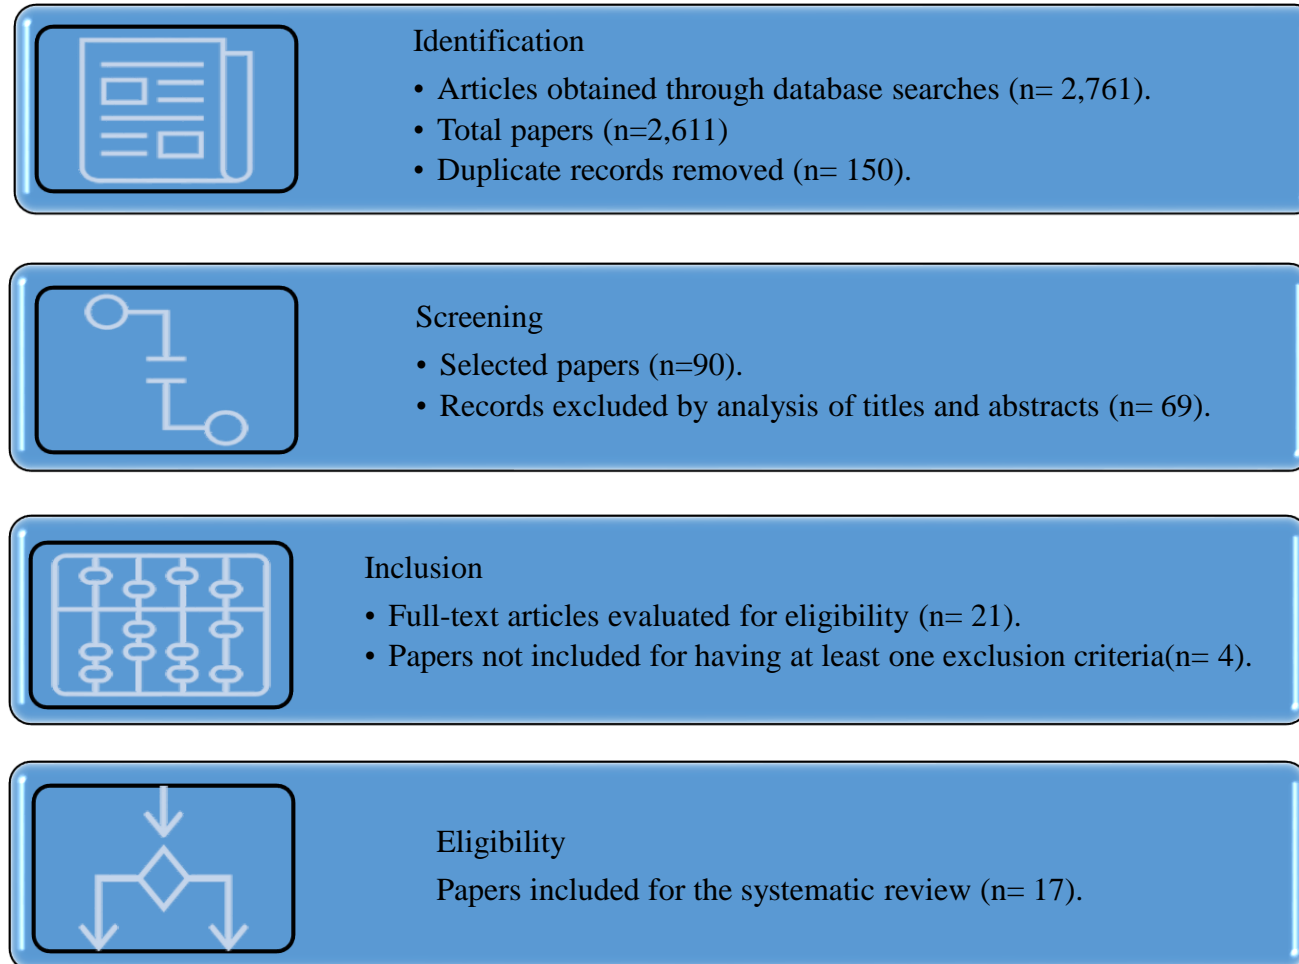 Identification
• Articles obtained through database searches (n= 2,761).
• Total papers (n=2,611)
• Duplicate records removed (n= 150).
Screening
• Selected papers (n=90).
• Records excluded by analysis of titles and abstracts (n= 69).
Inclusion
• Full-text articles evaluated for eligibility (n= 21).
• Papers not included for having at least one exclusion criteria(n= 4).
Eligibility
Papers included for the systematic review (n= 17).